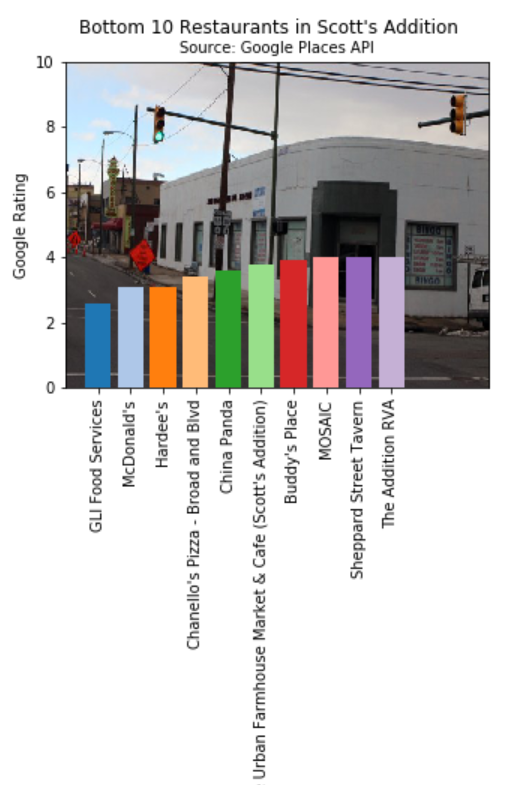 Bottom 10 Restaurants in Scott's Addition
Source: Google Places API
Google Rating
10
8
6
4
2
0
GLI Food Services
McDonald's
Hardee's
Chanello's Pizza - Broad and Blvd
China Panda
Urban Farmhouse Market & Cafe (Scott's Addition)
Buddy's Place
MOSAIC
Sheppard Street Tavern
The Addition RVA
BINGO
BINGO